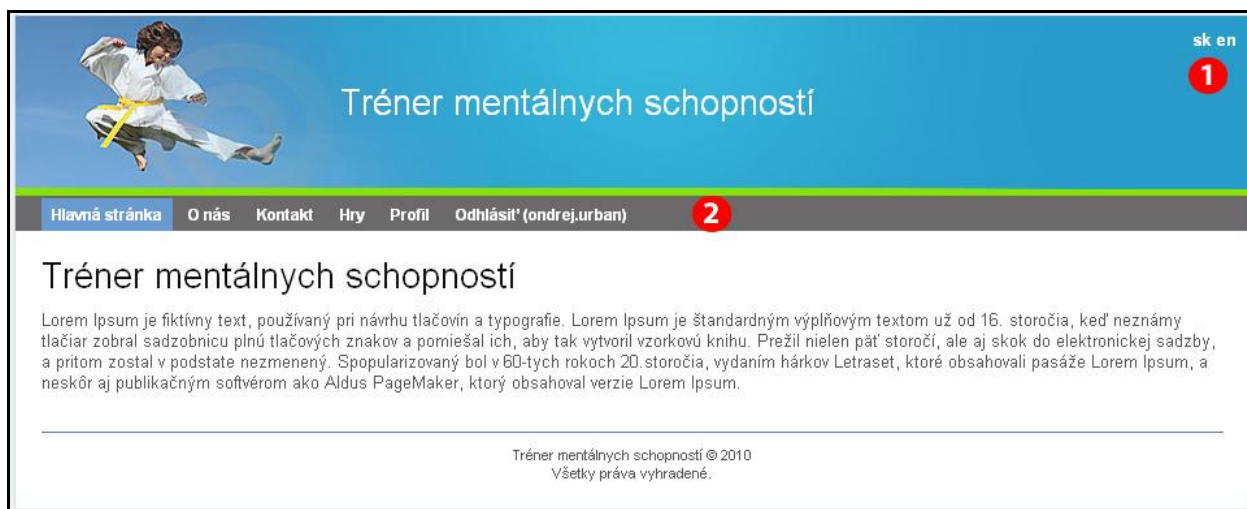 sk en
1
Tréner mentálnych schopností
Hlavná stránka O nás Kontakt Hry Profil Odhlásiť (ondrej.urban) 2
Tréner mentálnych schopností
Lorem Ipsum je fiktívny text, používaný pri návrhu tlačovín a typografie. Lorem Ipsum je štandardným výplňovým textom už od 16. storočia, keď neznámy
tlačiar zobral sadzobnicu plnú tlačových znakov a pomiešal ich, aby tak vytvoril vzorkovú knihu. Prežil nielen päť storočí, ale aj skok do elektronickej sadzby,
a pritom zostal v podstate nezmenený. Spopularizovaný bol v 60-tych rokoch 20.storočia, vydaním hárkov Letraset, ktoré obsahovali pasáže Lorem Ipsum, a
neskôr aj publikačným softvérom ako Aldus PageMaker, ktorý obsahoval verzie Lorem Ipsum.
Tréner mentálnych schopností © 2010
Všetky práva vyhradené.